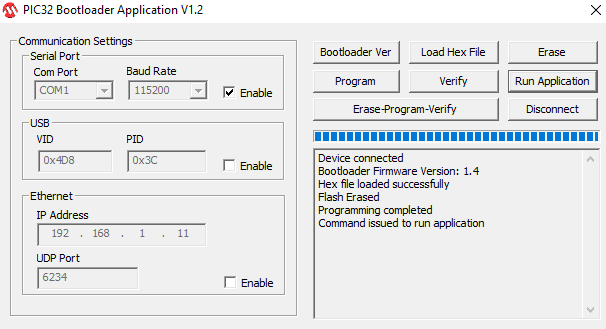 PIC32 Bootloader Application V1.2
Communication Settings
Serial Port
Com Port Baud Rate
COM1 115200 Enable
USB
VID PID
0x4D8 0x3C Enable
Ethernet
IP Address
192 . 168 . 1 . 11
UDP Port
6234 Enable
Bootloader Ver Load Hex File Erase
Program Verify Run Application
Erase-Program-Verify Disconnect
Device connected
Bootloader Firmware Version: 1.4
Hex file loaded successfully
Flash Erased
Programming completed
Command issued to run application